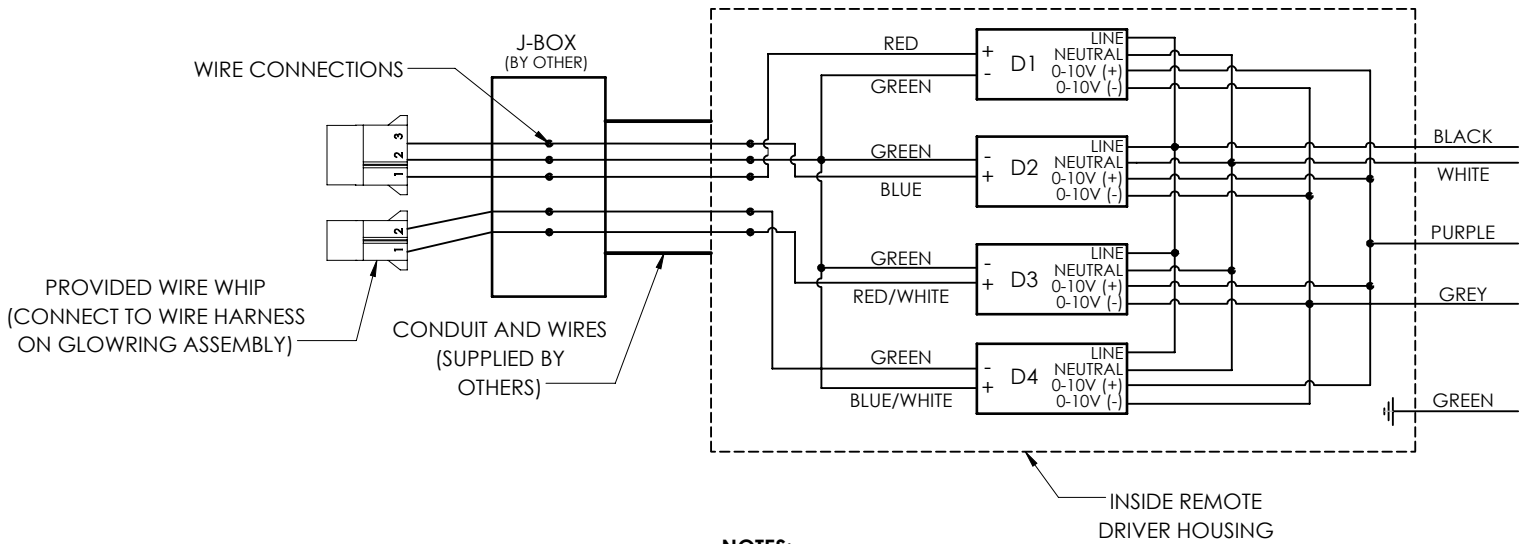 J-BOX
(BY OTHER)
WIRE CONNECTIONS
3
2
1
2
1
PROVIDED WIRE WHIP
(CONNECT TO WIRE HARNESS
ON GLOWRING ASSEMBLY)
CONDUIT AND WIRES
(SUPPLIED BY
OTHERS)
RED
GREEN
+
-
D1
LINE
NEUTRAL
0-10V (+)
0-10V (-)
GREEN
BLUE
-
+
D2
LINE
NEUTRAL
0-10V (+)
0-10V (-)
GREEN
RED/WHITE
-
+
D3
LINE
NEUTRAL
0-10V (+)
0-10V (-)
GREEN
BLUE/WHITE
-
+
D4
LINE
NEUTRAL
0-10V (+)
0-10V (-)
BLACK
WHITE
PURPLE
GREY
GREEN
INSIDE REMOTE
DRIVER HOUSING
NOTES: